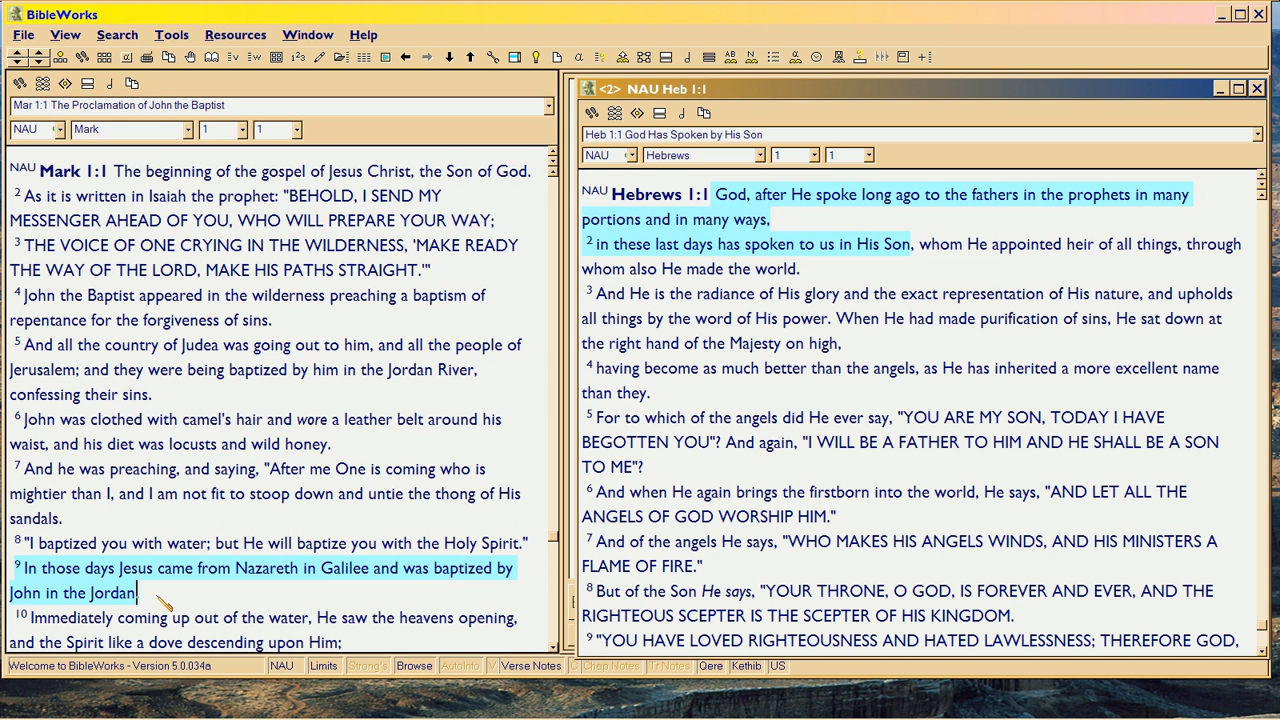 BibleWorks
File View Search Tools Resources Window Help
Mar 1:1 The Proclamation of John the Baptist
NAU Mark 1 1
NAU Mark 1:1 The beginning of the gospel of Jesus Christ, the Son of God.
2 As it is written in Isaiah the prophet: "BEHOLD, I SEND MY
MESSENGER AHEAD OF YOU, WHO WILL PREPARE YOUR WAY;
3 THE VOICE OF ONE CRYING IN THE WILDERNESS, 'MAKE READY
THE WAY OF THE LORD, MAKE HIS PATHS STRAIGHT.'"
4 John the Baptist appeared in the wilderness preaching a baptism of
repentance for the forgiveness of sins.
5 And all the country of Judea was going out to him, and all the people of
Jerusalem; and they were being baptized by him in the Jordan River,
confessing their sins.
6 John was clothed with camel's hair and wore a leather belt around his
waist, and his diet was locusts and wild honey.
7 And he was preaching, and saying, "After me One is coming who is
mightier than I, and I am not fit to stoop down and untie the thong of His
sandals.
8 "I baptized you with water; but He will baptize you with the Holy Spirit."
9 In those days Jesus came from Nazareth in Galilee and was baptized by
John in the Jordan.
10 Immediately coming up out of the water, He saw the heavens opening,
and the Spirit like a dove descending upon Him;
<2> NAU Heb 1:1
Heb 1:1 God Has Spoken by His Son
NAU Hebrews 1 1
NAU Hebrews 1:1 God, after He spoke long ago to the fathers in the prophets in many
portions and in many ways,
2 in these last days has spoken to us in His Son, whom He appointed heir of all things, through
whom also He made the world.
3 And He is the radiance of His glory and the exact representation of His nature, and upholds
all things by the word of His power. When He had made purification of sins, He sat down at
the right hand of the Majesty on high,
4 having become as much better than the angels, as He has inherited a more excellent name
than they.
5 For to which of the angels did He ever say, "YOU ARE MY SON, TODAY I HAVE
BEGOTTEN YOU"? And again, "I WILL BE A FATHER TO HIM AND HE SHALL BE A SON
TO ME"?
6 And when He again brings the firstborn into the world, He says, "AND LET ALL THE
ANGELS OF GOD WORSHIP HIM."
7 And of the angels He says, "WHO MAKES HIS ANGELS WINDS, AND HIS MINISTERS A
FLAME OF FIRE."
8 But of the Son He says, "YOUR THRONE, O GOD, IS FOREVER AND EVER, AND THE
RIGHTEOUS SCEPTER IS THE SCEPTER OF HIS KINGDOM.
9 "YOU HAVE LOVED RIGHTEOUSNESS AND HATED LAWLESSNESS; THEREFORE GOD,
Welcome to BibleWorks - Version 5.0.034a NAU Limits Strong's Browse AutoInfo V Verse Notes C Chap Notes Tr Notes Qere Kethib US